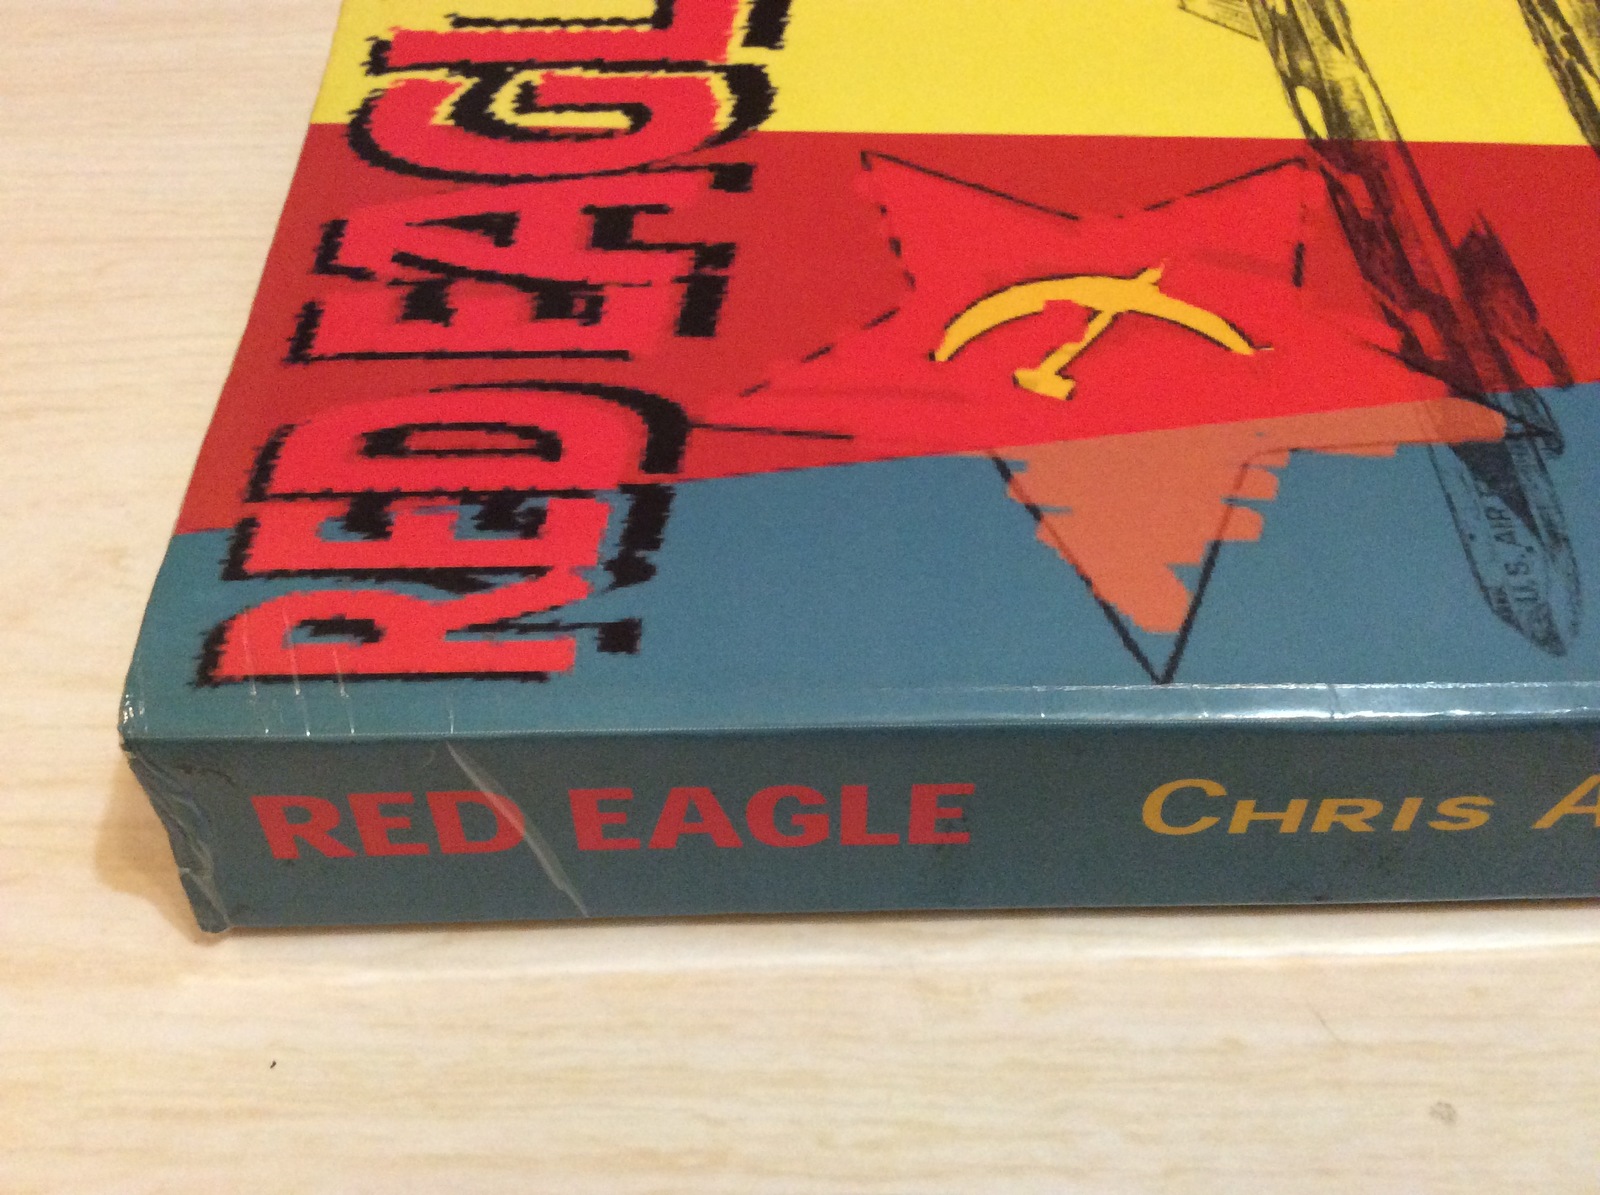 RED EAGL
U.S. AIR
RED EAGLE CHRIS A